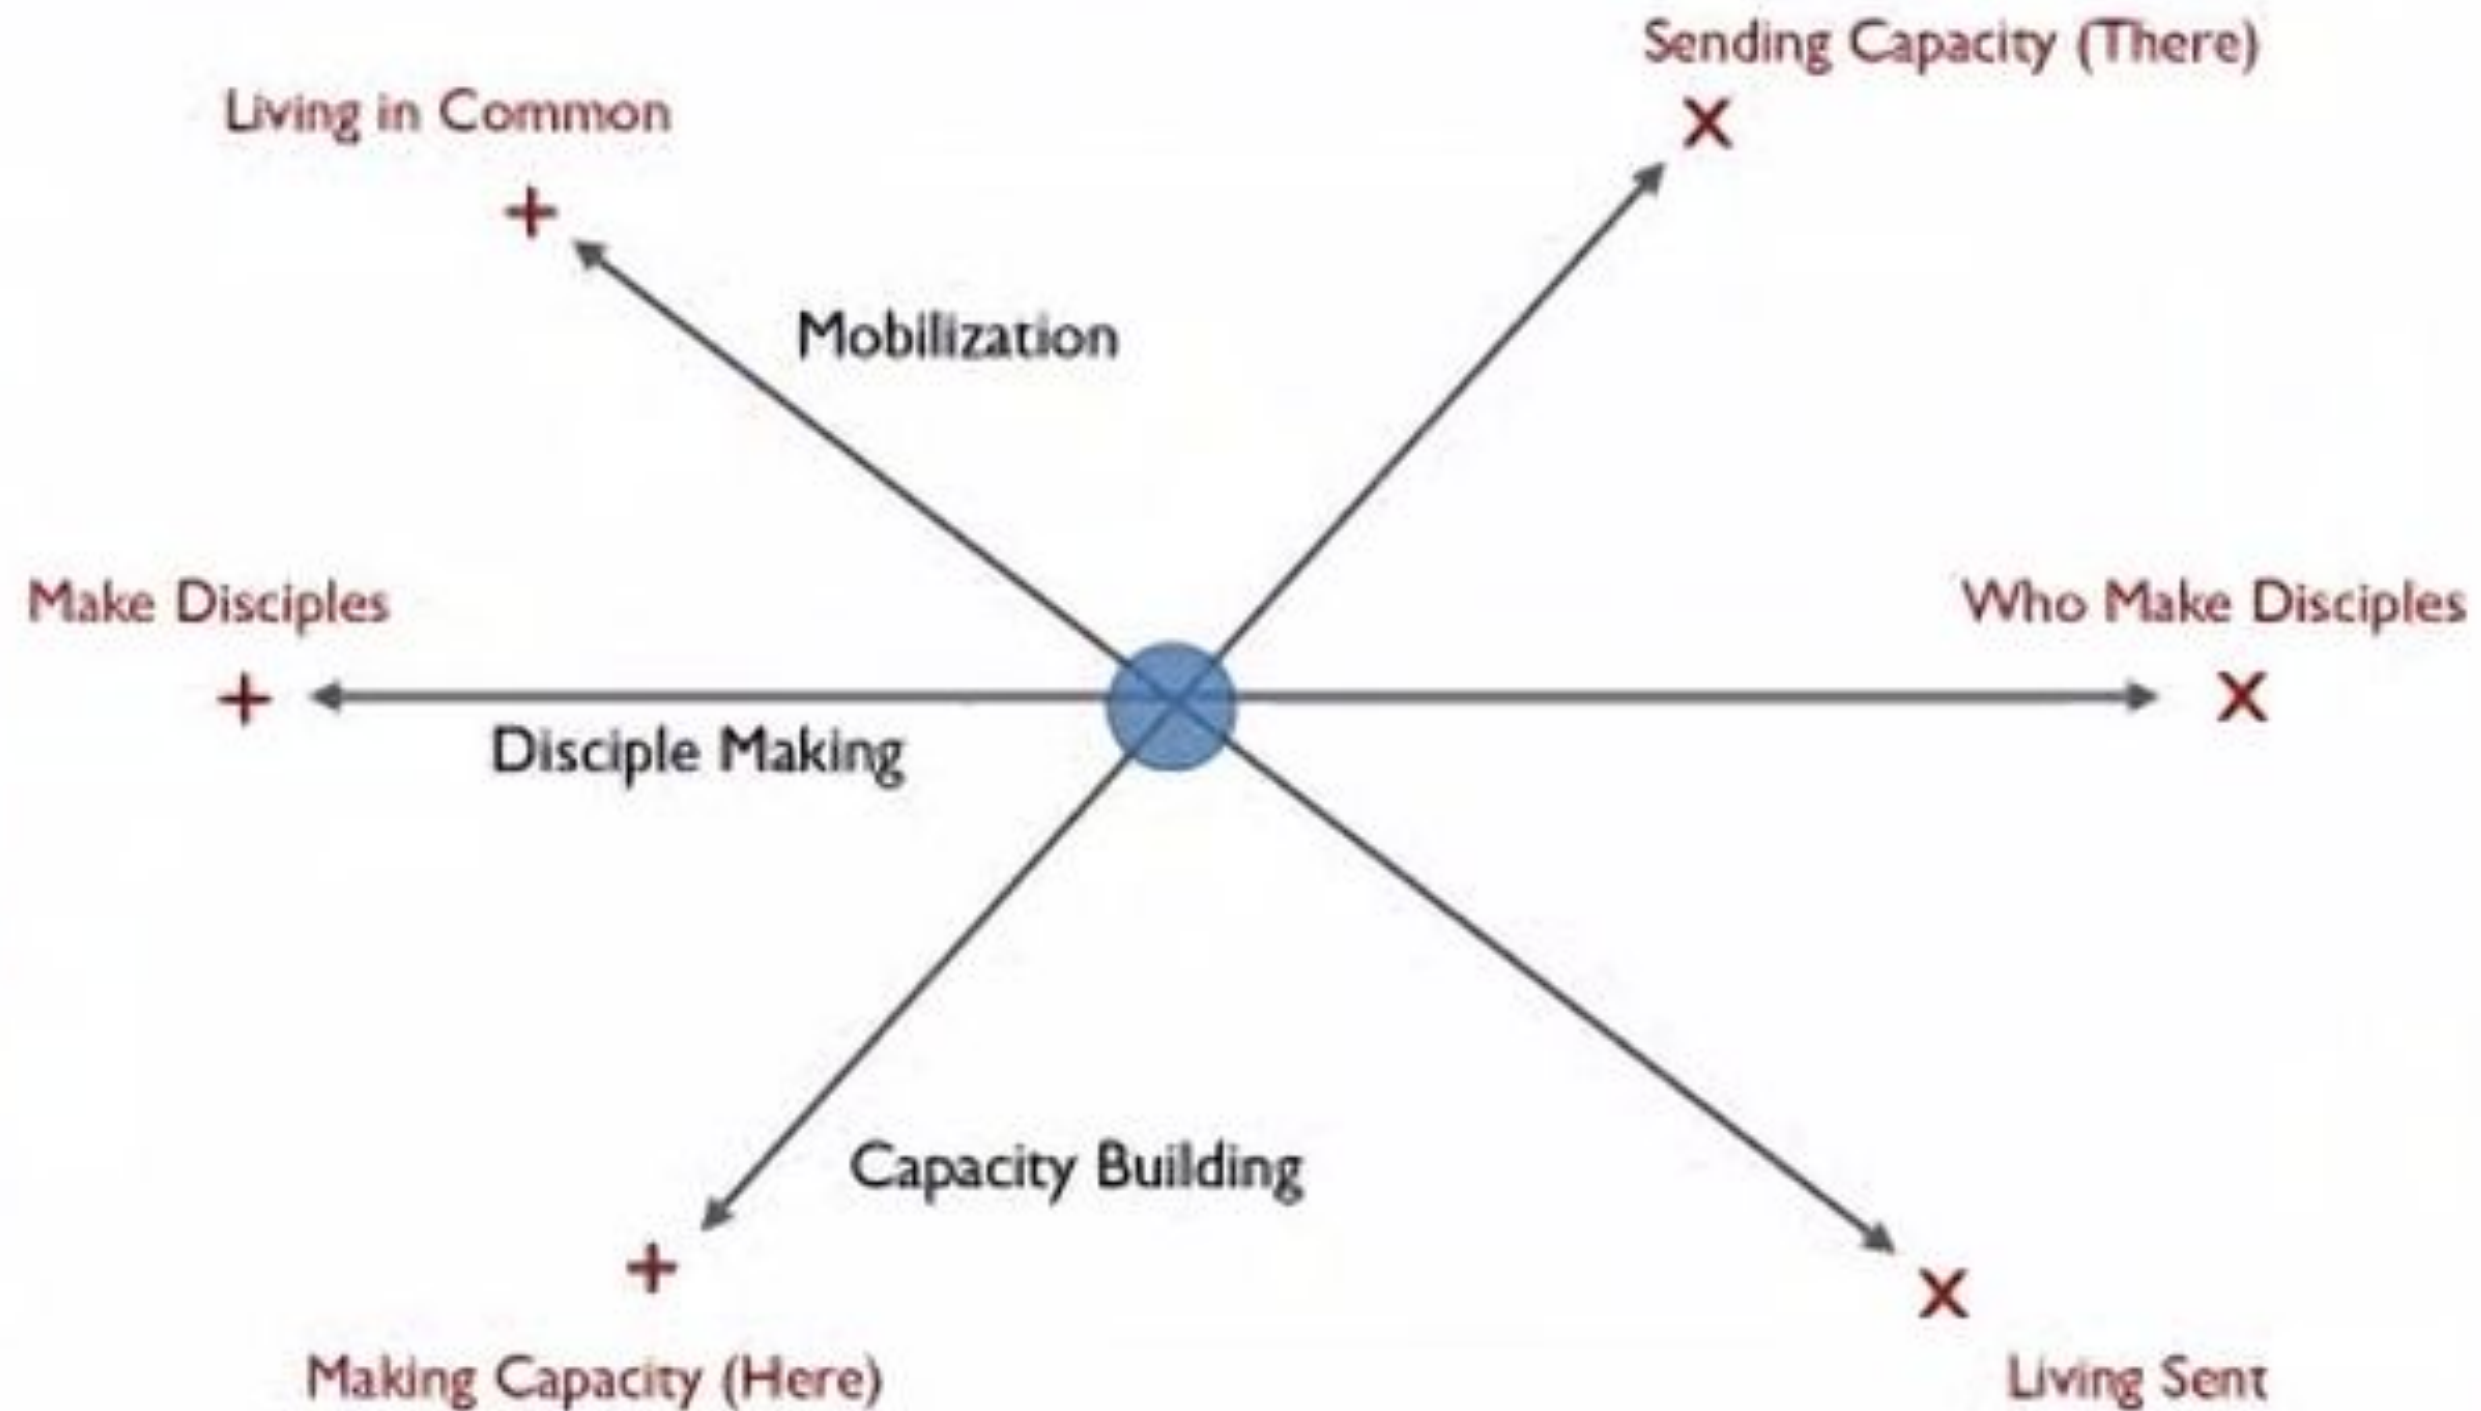 Sending Capacity (There)
Living in Common
×
+
Mobilization
Make Disciples
Who Make Disciples
+
×
Disciple Making
Capacity Building
+
×
Making Capacity (Here)
Living Sent